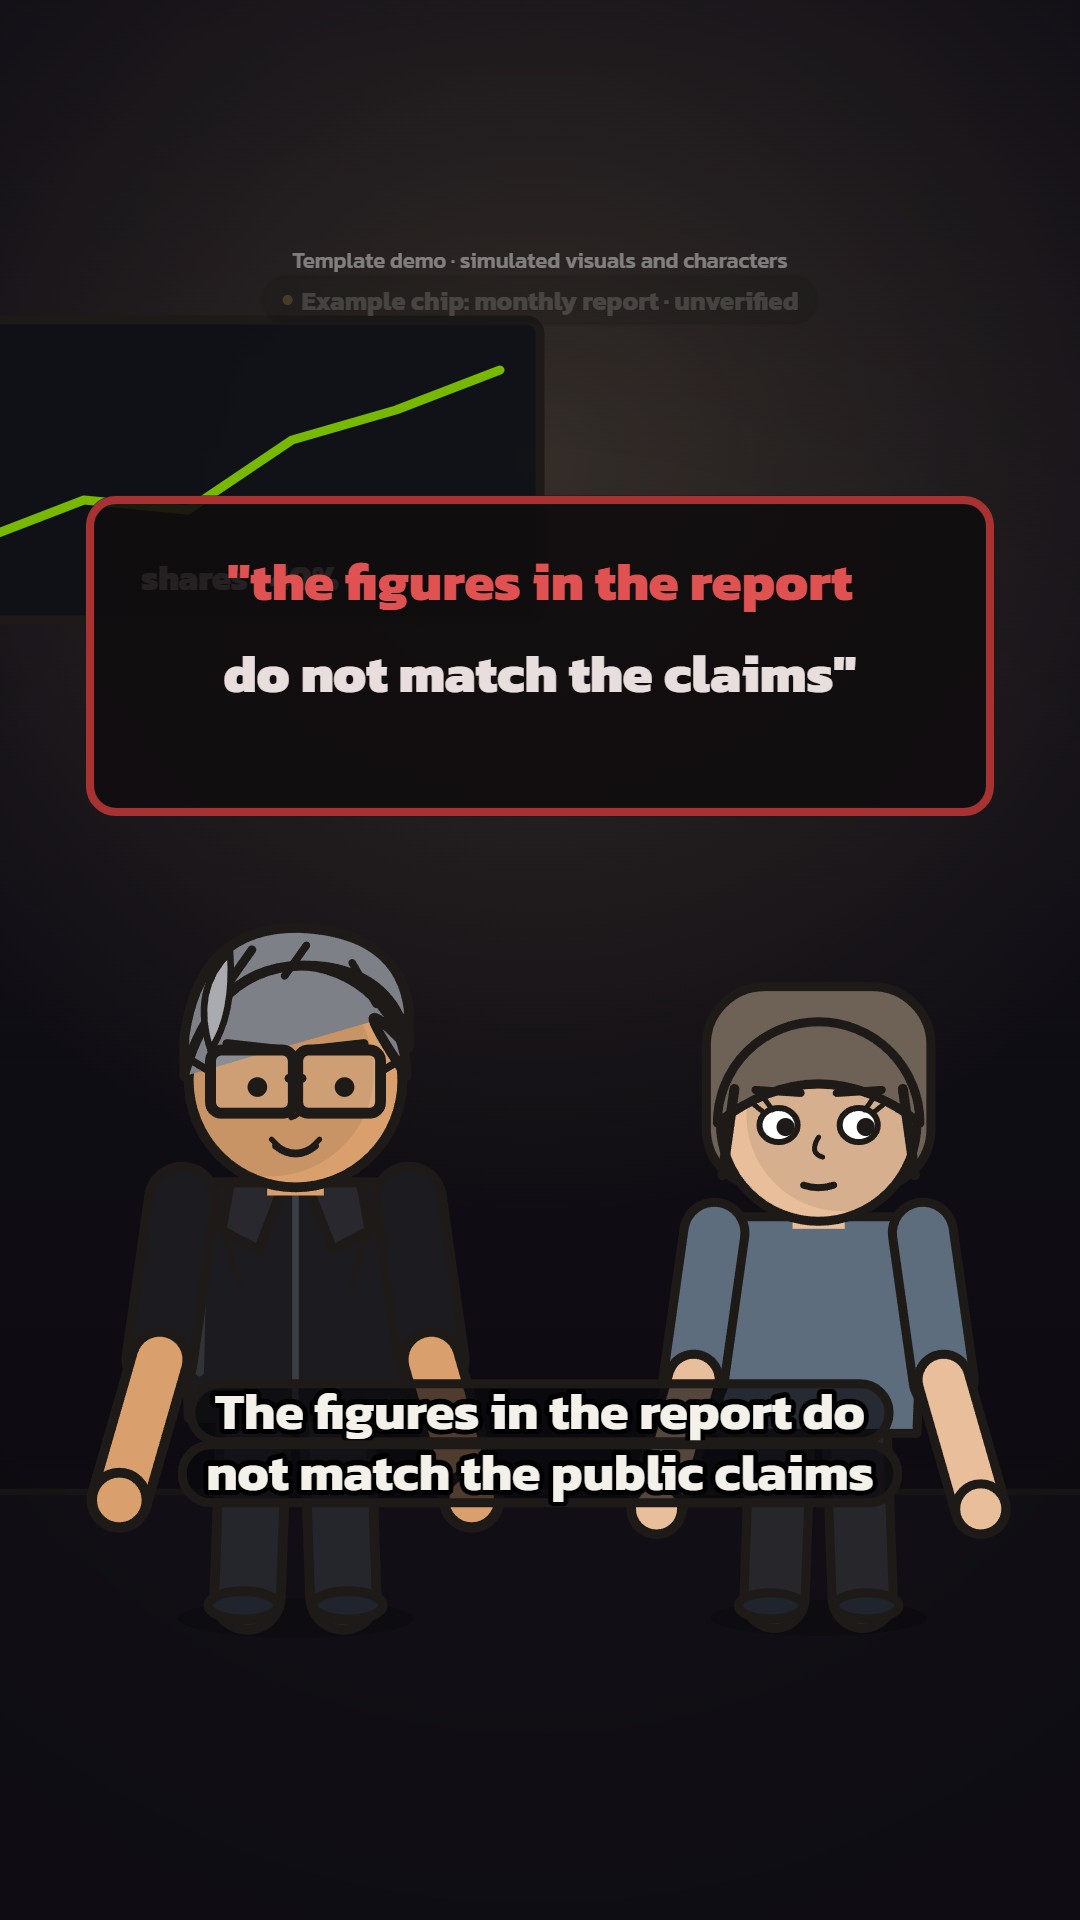 Template demo · simulated visuals and characters
Example chip: monthly report · unverified
shares
"the figures in the report
do not match the claims"
The figures in the report do
not match the public claims